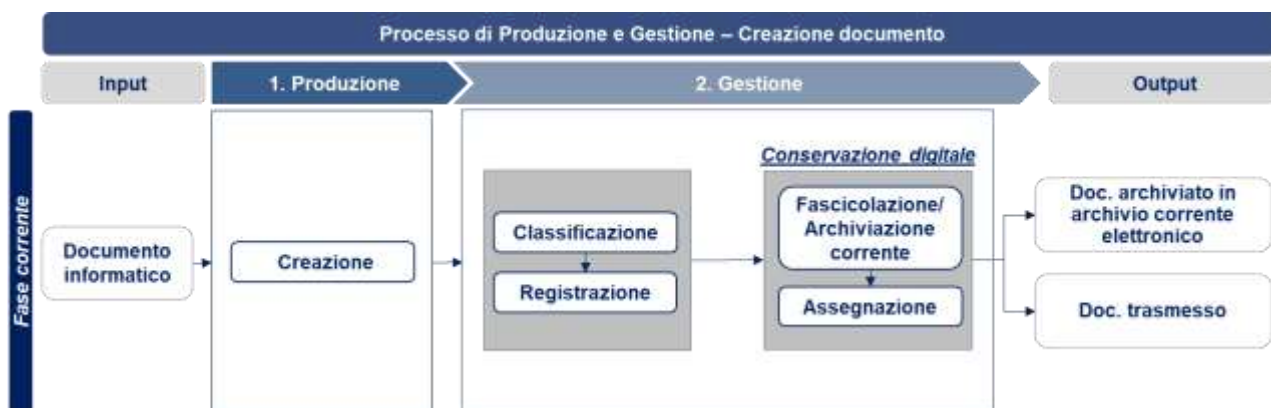 Processo di Produzione e Gestione – Creazione documento
Input
1. Produzione
2. Gestione
Output
Fase corrente
Documento
informatico
Creazione
Classificazione
Registrazione
Conservazione digitale
Fascicolazione/
Archiviazione
corrente
Assegnazione
Doc. archiviato in
archivio corrente
elettronico
Doc. trasmesso